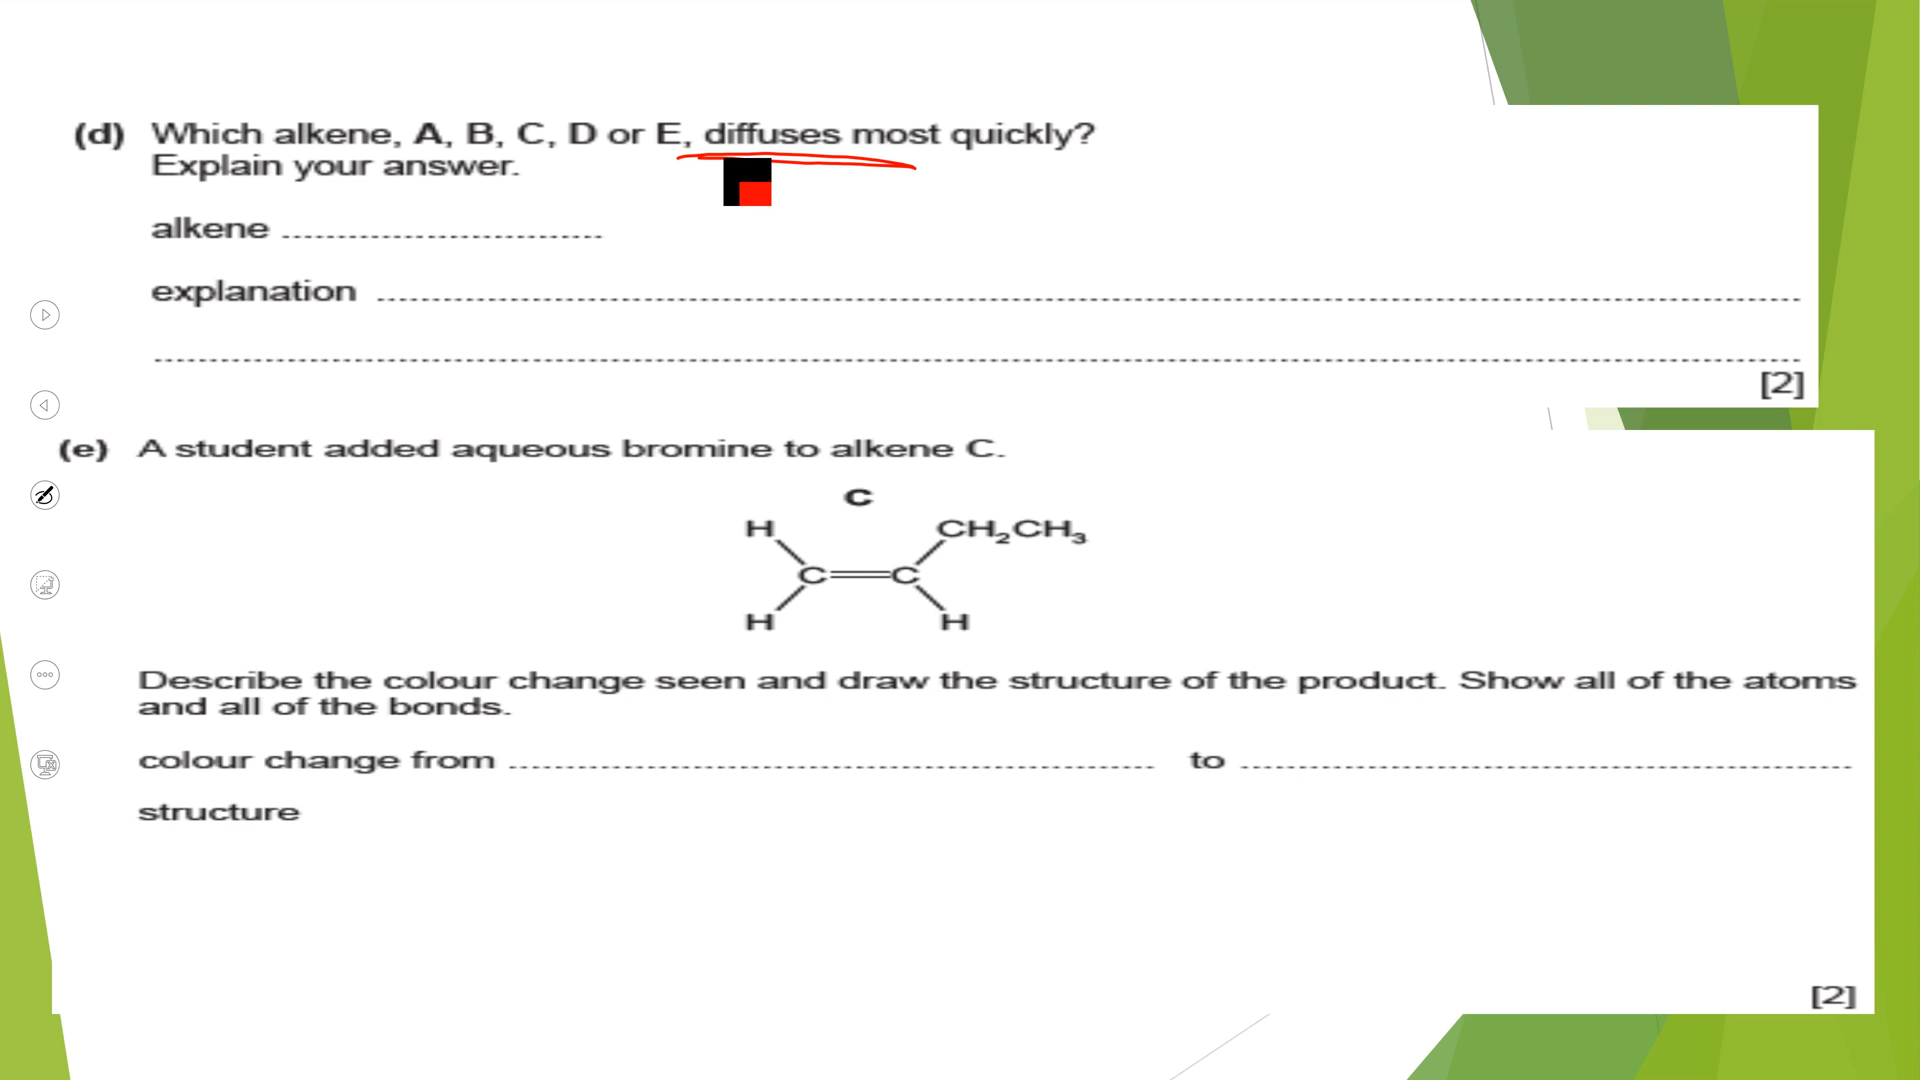 (d) Which alkene, A, B, C, D or E, diffuses most quickly?
Explain your answer.
alkene ..............................
explanation ..............................
..............................
[2]
(e) A student added aqueous bromine to alkene C.
C
H CH₂CH₃
C C
H H
Describe the colour change seen and draw the structure of the product. Show all of the atoms
and all of the bonds.
colour change from .............................. to ..............................
structure
[2]